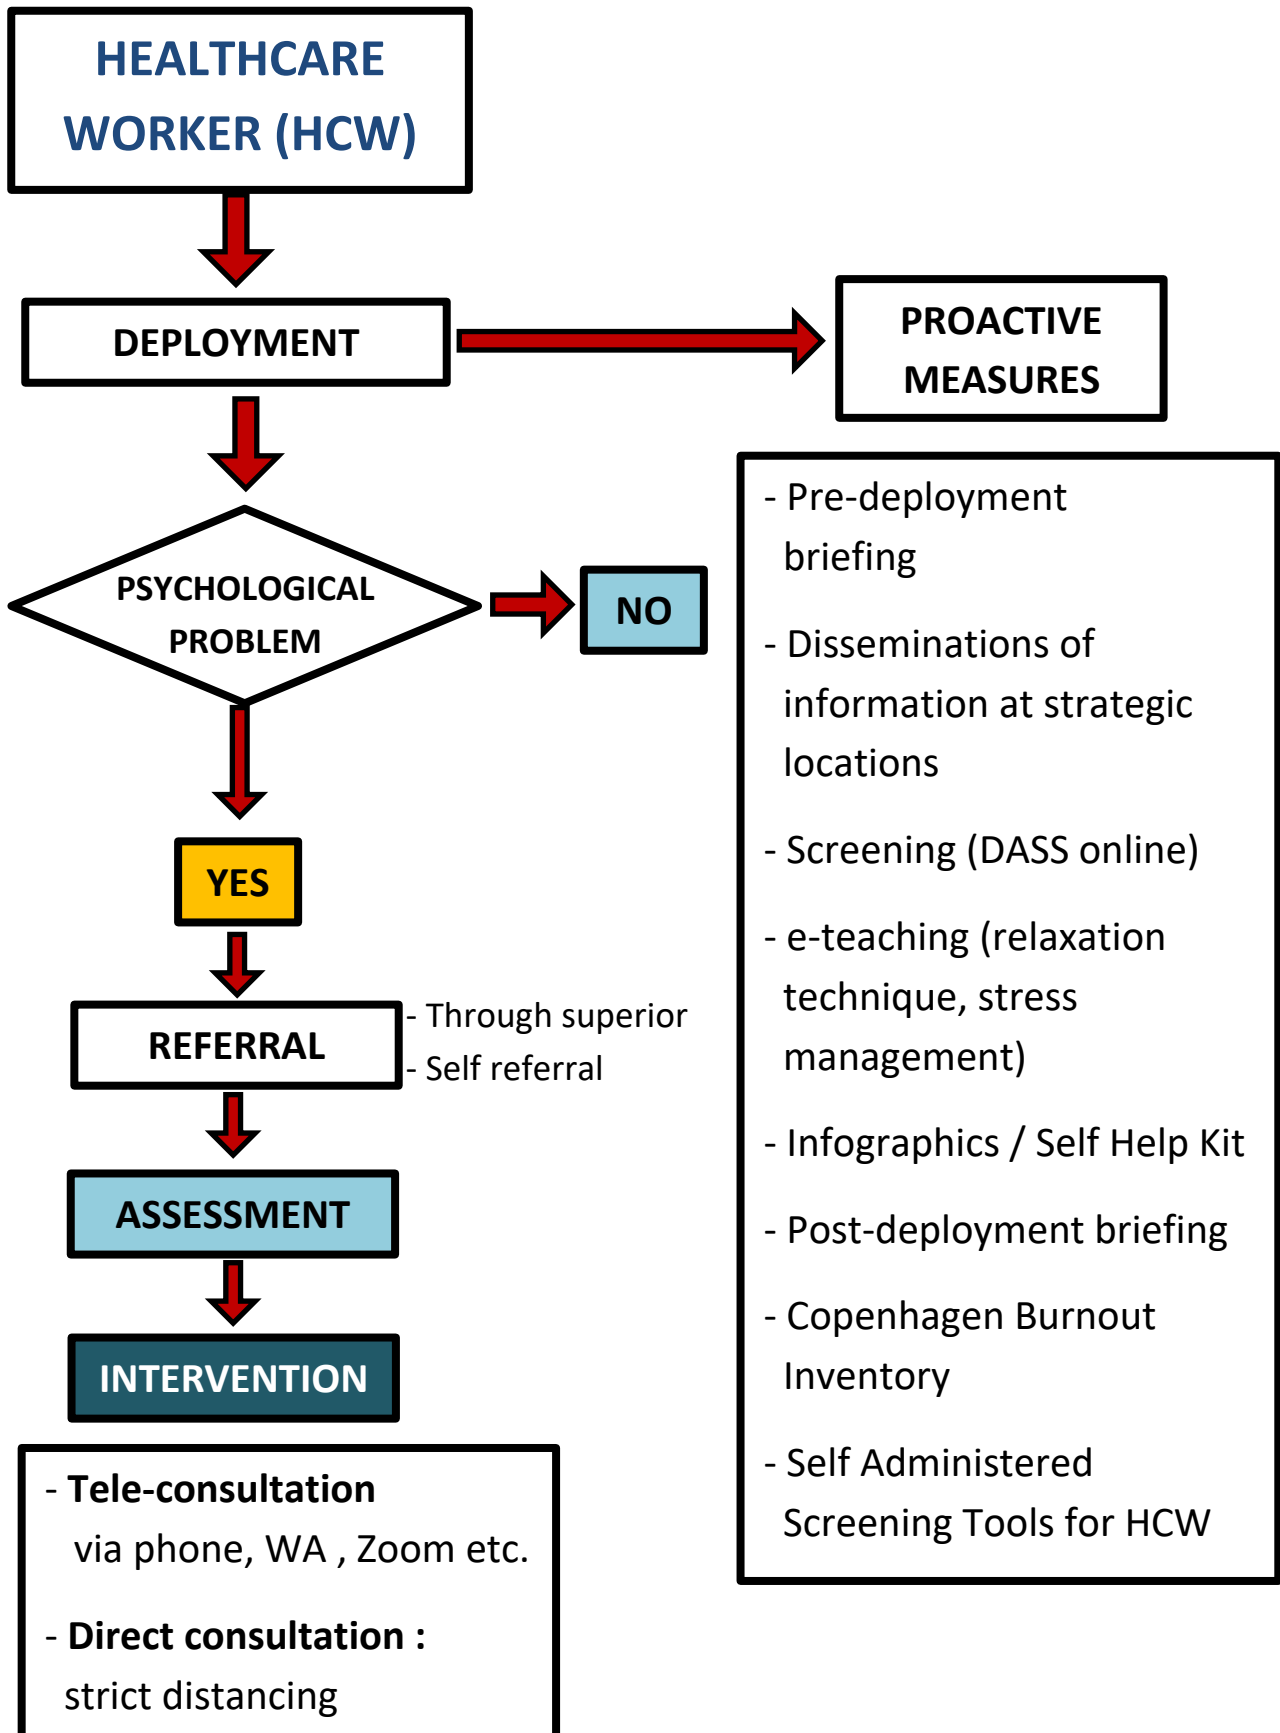 HEALTHCARE
WORKER (HCW)
DEPLOYMENT
PROACTIVE
MEASURES
PSYCHOLOGICAL
PROBLEM
NO
YES
REFERRAL
- Through superior
- Self referral
ASSESSMENT
INTERVENTION
- Tele-consultation
via phone, WA , Zoom etc.
- Direct consultation :
strict distancing
- Pre-deployment
briefing
- Disseminations of
information at strategic
locations
- Screening (DASS online)
- e-teaching (relaxation
technique, stress
management)
- Infographics / Self Help Kit
- Post-deployment briefing
- Copenhagen Burnout
Inventory
- Self Administered
Screening Tools for HCW